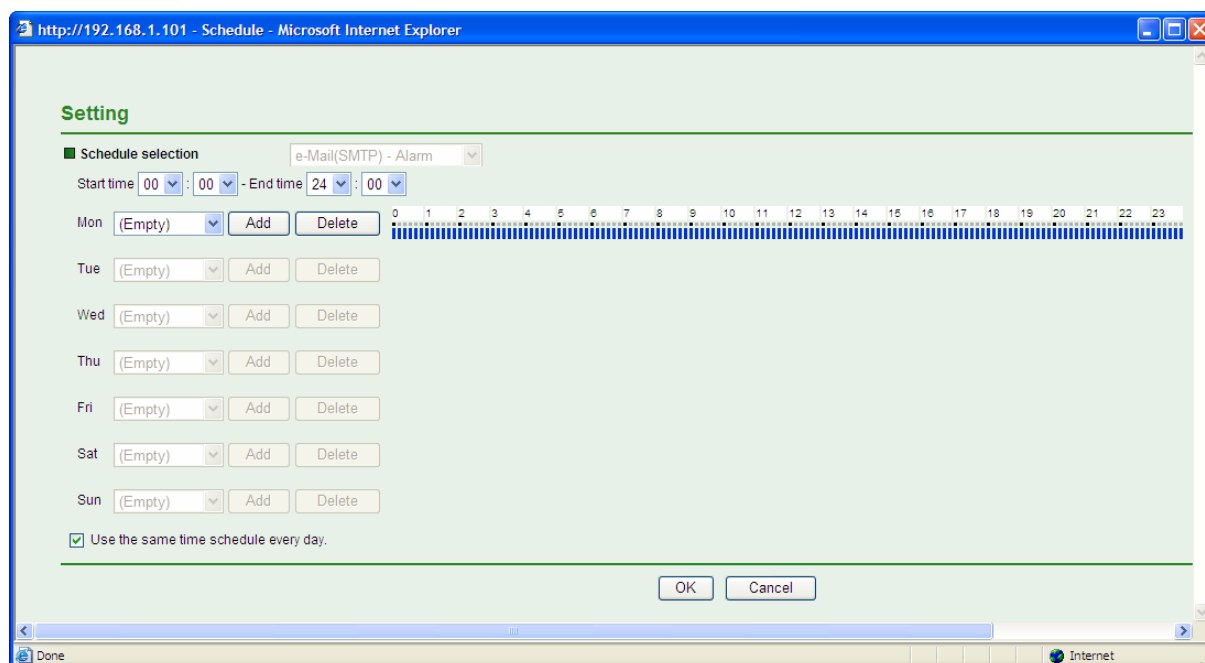 http://192.168.1.101 - Schedule - Microsoft Internet Explorer
Setting
Schedule selection e-Mail(SMTP) - Alarm
Start time 00 : 00 - End time 24 : 00
0 1 2 3 4 5 6 7 8 9 10 11 12 13 14 15 16 17 18 19 20 21 22 23
Mon (Empty) Add Delete
Tue (Empty) Add Delete
Wed (Empty) Add Delete
Thu (Empty) Add Delete
Fri (Empty) Add Delete
Sat (Empty) Add Delete
Sun (Empty) Add Delete
Use the same time schedule every day.
OK Cancel
Done Internet